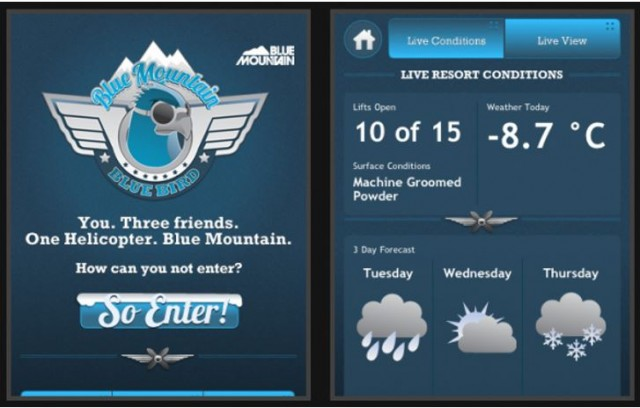 BLUE
MOUNTAIN
Blue Mountain
BLUE BIRD
You. Three friends.
One Helicopter. Blue Mountain.
How can you not enter?
So Enter!
Live Conditions
Live View
LIVE RESORT CONDITIONS
Lifts Open
10 of 15
Weather Today
-8.7 °C
Surface Conditions
Machine Groomed
Powder
3 Day Forecast
Tuesday
Wednesday
Thursday